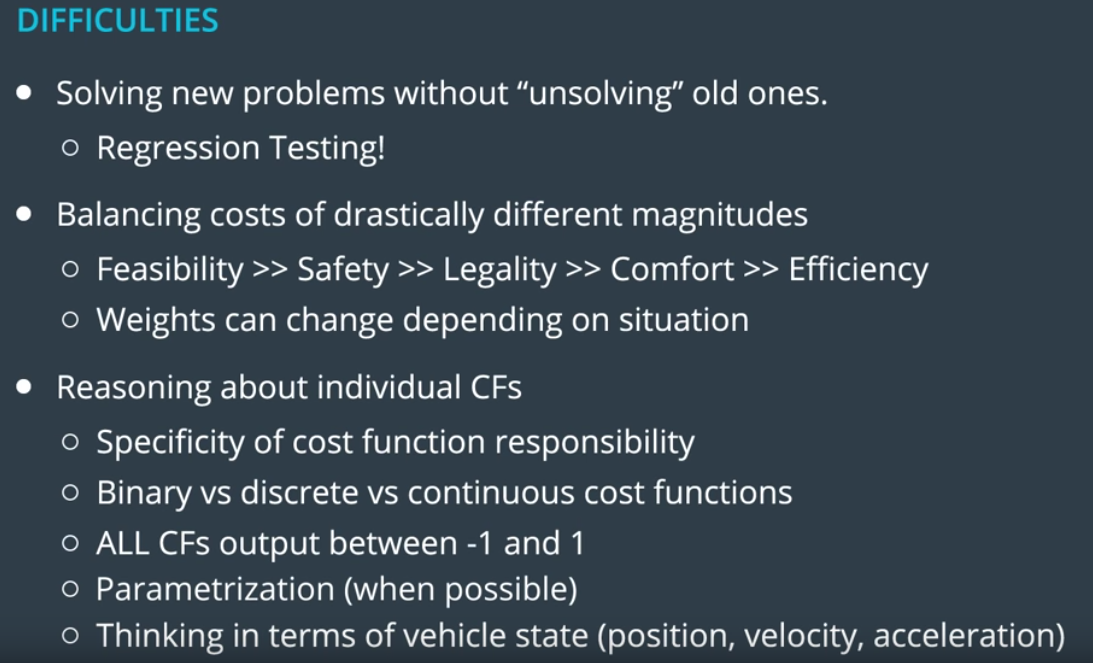 DIFFICULTIES
● Solving new problems without “unsolving” old ones.
○ Regression Testing!
● Balancing costs of drastically different magnitudes
○ Feasibility >> Safety >> Legality >> Comfort >> Efficiency
○ Weights can change depending on situation
● Reasoning about individual CFs
○ Specificity of cost function responsibility
○ Binary vs discrete vs continuous cost functions
○ ALL CFs output between -1 and 1
○ Parametrization (when possible)
○ Thinking in terms of vehicle state (position, velocity, acceleration)